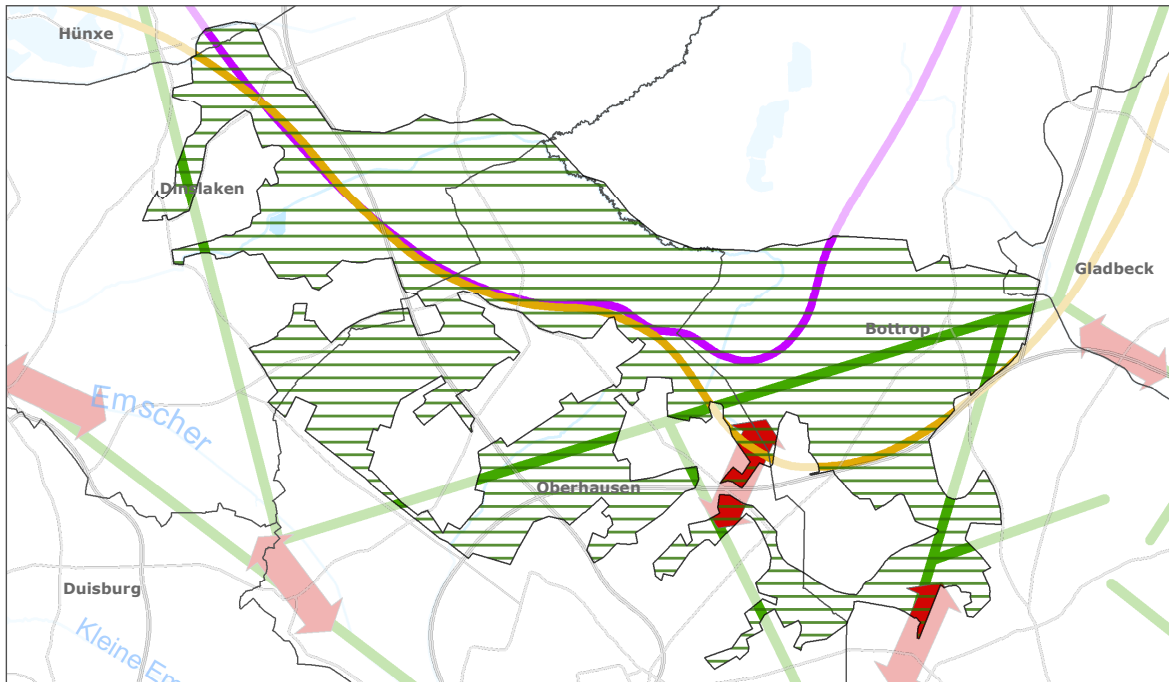 Hünxe
Dinslaken
Gladbeck
Bottrop
Emscher
Oberhausen
Duisburg
Kleine Em